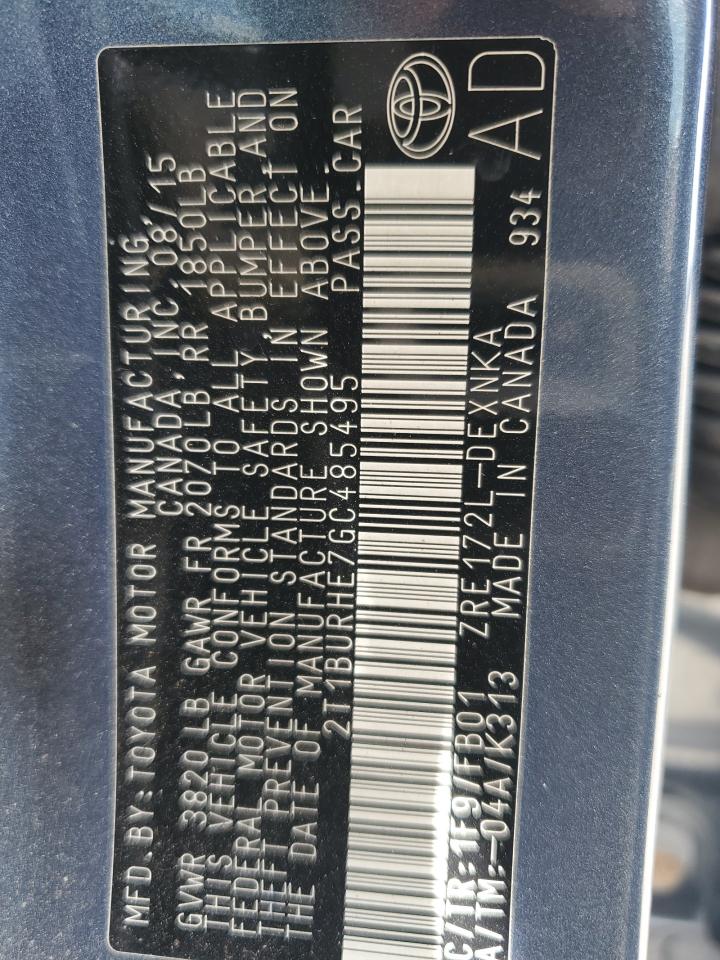 MFD.BY:TOYOTA MOTOR MANUFACTURING,
CANADA, INC. 08/15
GVWR 3820 LB GAWR FR 2070LB RR 1850LB
THIS VEHICLE CONFORMS TO ALL APPLICABLE
FEDERAL MOTOR VEHICLE SAFETY, BUMPER AND
THEFT PREVENTION STANDARDS IN EFFECT ON
THE DATE OF MANUFACTURE SHOWN ABOVE.
2T1BURHE7GC485495 PASS.CAR
C/TR:1F9/FB01 ZRE172L-DEXNKA
A/TM:-04A/K313 MADE IN CANADA 934
AD